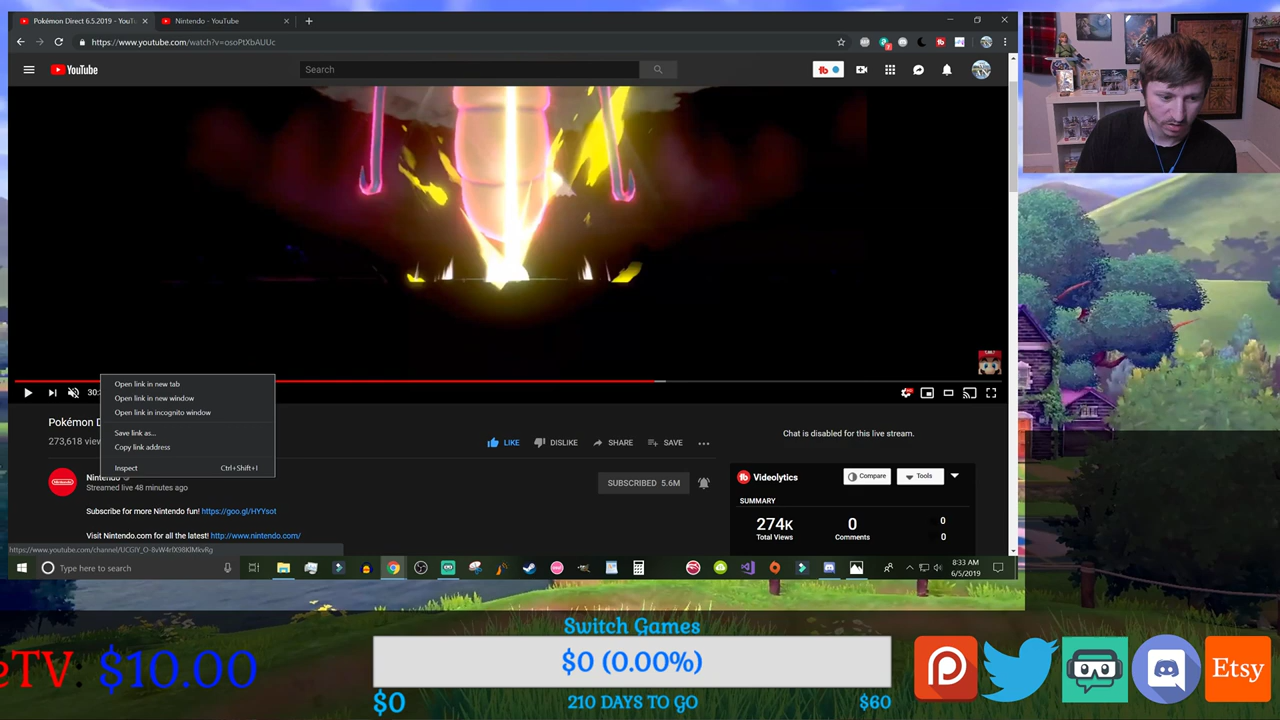 Pokémon Direct 6.5.2019 - YouTu
Nintendo - YouTube
https://www.youtube.com/watch?v=osoPtXbAUUc
YouTube
Search
tb
30:
Open link in new tab
Open link in new window
Open link in incognito window
Save link as...
Copy link address
Inspect Ctrl+Shift+I
Pokémon D
273,618 view
LIKE DISLIKE SHARE SAVE
Chat is disabled for this live stream.
Nintendo
Streamed live 48 minutes ago
SUBSCRIBED 5.6M
Subscribe for more Nintendo fun! https://goo.gl/HYYsot
Visit Nintendo.com for all the latest! http://www.nintendo.com/
tb Videolytics Compare Tools
SUMMARY
274K 0 0
Total Views Comments 0
Type here to search
8:33 AM
6/5/2019
Switch Games
eTV: $10.00
$0 (0.00%)
$0 210 DAYS TO GO $60
Etsy